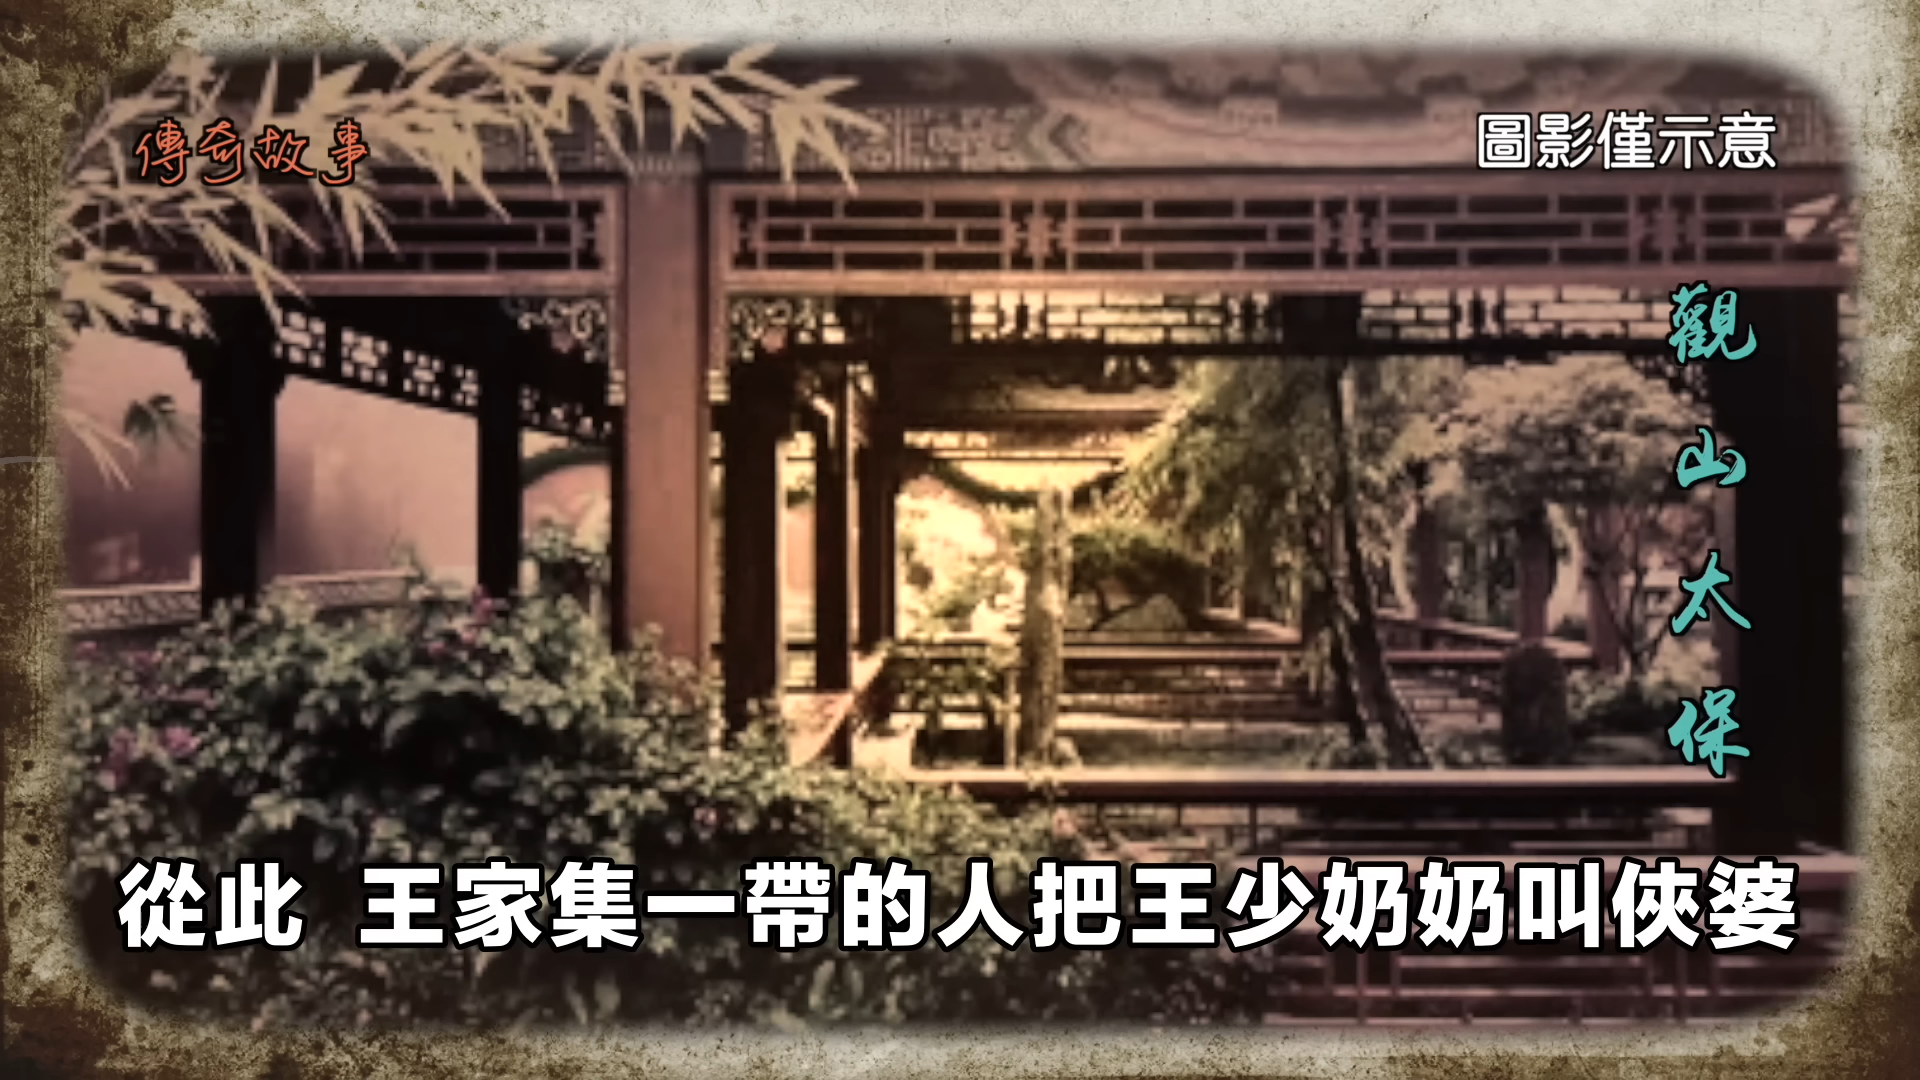 傳奇故事
圖影僅示意
觀山太保
從此 王家集一帶的人把王少奶奶叫俠婆